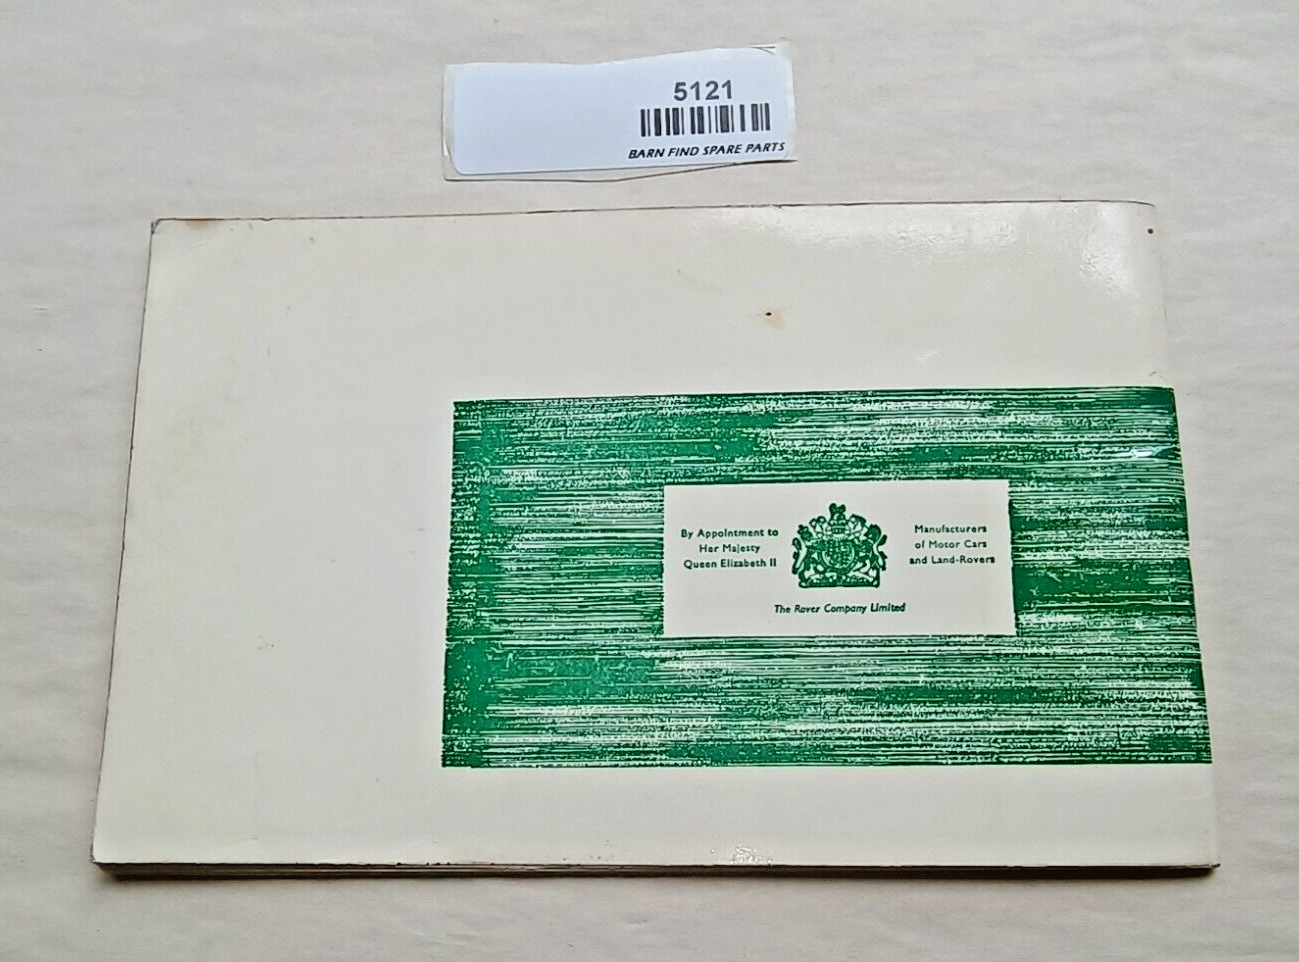 5121
BARN FIND SPARE PARTS
By Appointment to
Her Majesty
Queen Elizabeth II
Manufacturers
of Motor Cars
and Land-Rovers
The Rover Company Limited